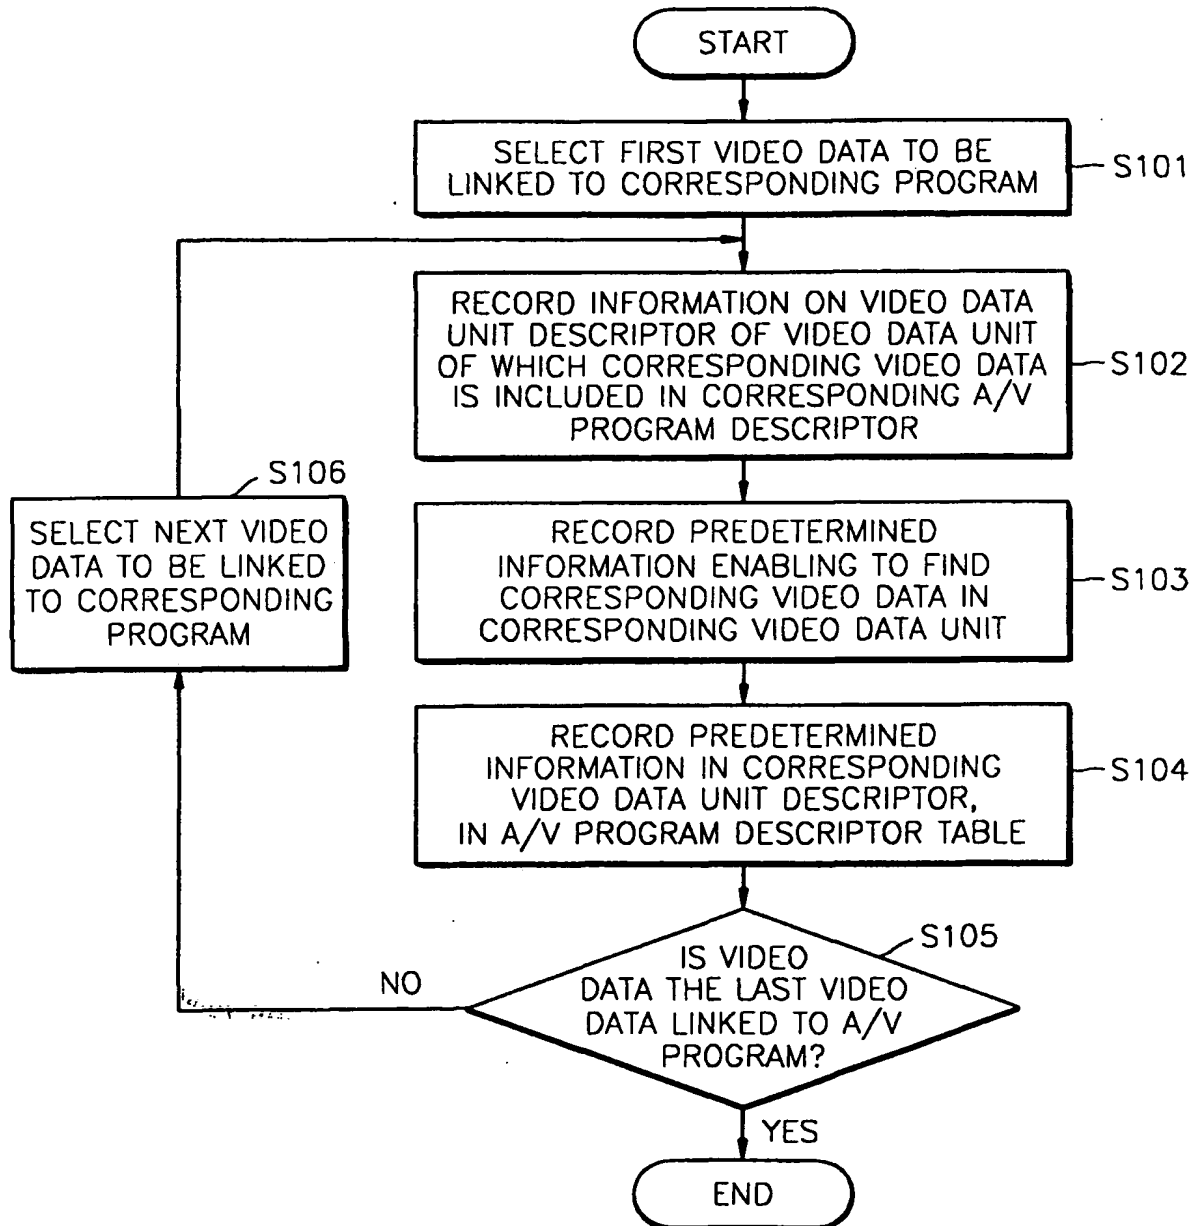 START
SELECT FIRST VIDEO DATA TO BE
LINKED TO CORRESPONDING PROGRAM
S101
RECORD INFORMATION ON VIDEO DATA
UNIT DESCRIPTOR OF VIDEO DATA UNIT
OF WHICH CORRESPONDING VIDEO DATA
IS INCLUDED IN CORRESPONDING A/V
PROGRAM DESCRIPTOR
S102
S106
SELECT NEXT VIDEO
DATA TO BE LINKED
TO CORRESPONDING
PROGRAM
RECORD PREDETERMINED
INFORMATION ENABLING TO FIND
CORRESPONDING VIDEO DATA IN
CORRESPONDING VIDEO DATA UNIT
S103
RECORD PREDETERMINED
INFORMATION IN CORRESPONDING
VIDEO DATA UNIT DESCRIPTOR,
IN A/V PROGRAM DESCRIPTOR TABLE
S104
S105
IS VIDEO
DATA THE LAST VIDEO
DATA LINKED TO A/V
PROGRAM?
NO
YES
END